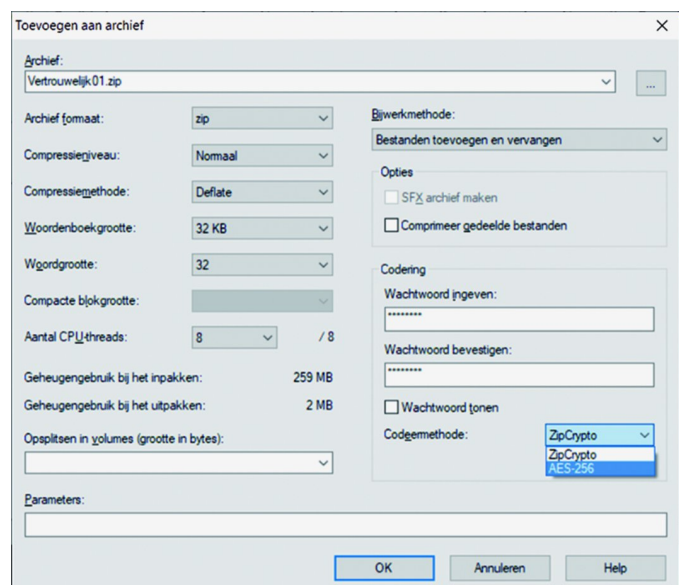 Toevoegen aan archief
Archief:
Vertrouwelijk01.zip
...
Archief formaat: zip
Compressieniveau: Normaal
Compressiemethode: Deflate
Woordenboekgrootte: 32 KB
Woordgrootte: 32
Compacte blokgrootte:
Aantal CPU-threads: 8 / 8
Geheugengebruik bij het inpakken: 259 MB
Geheugengebruik bij het uitpakken: 2 MB
Opsplitsen in volumes (grootte in bytes):
Bijwerkmethode:
Bestanden toevoegen en vervangen
Opties
SFX archief maken
Comprimeer gedeelde bestanden
Codering
Wachtwoord ingeven:
********
Wachtwoord bevestigen:
********
Wachtwoord tonen
Codeermethode: ZipCrypto
ZipCrypto
AES-256
Parameters:
OK Annuleren Help